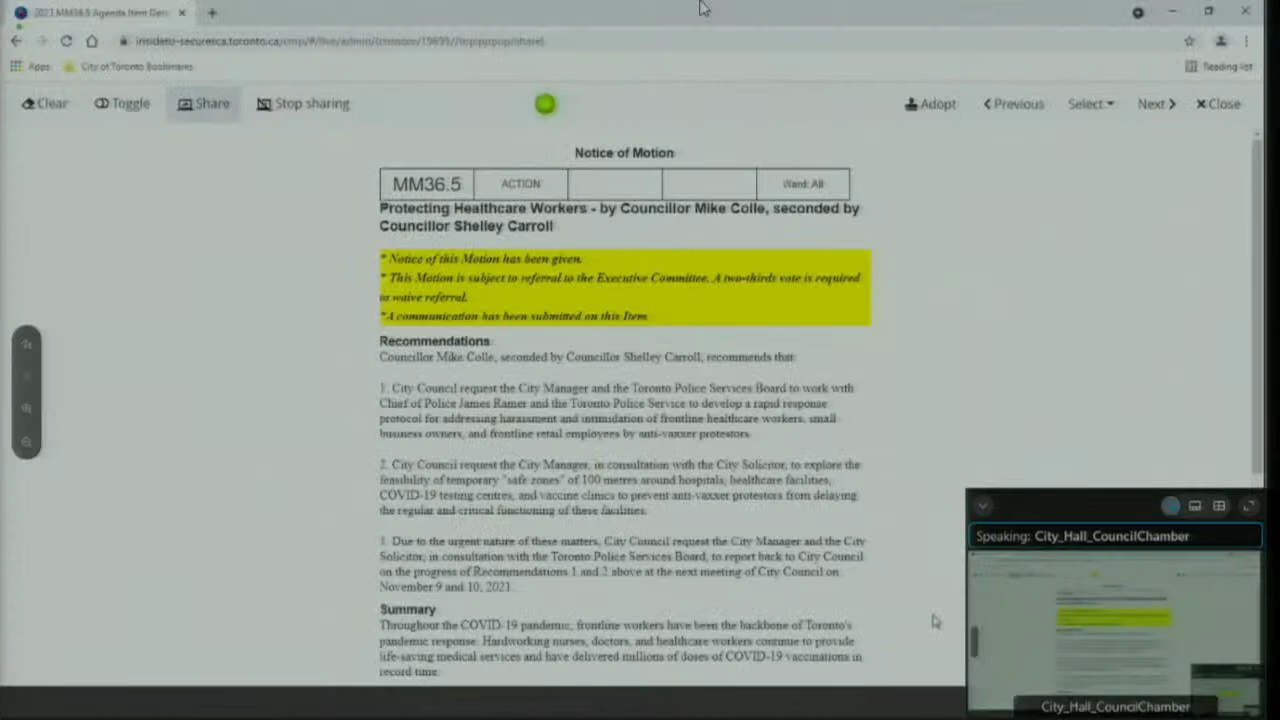 2021.MM36.5 Agenda Item
Apps
City of Toronto Bookmarks
Reading list
Clear
Toggle
Share
Stop sharing
Adopt
Previous
Select
Next
Close
Notice of Motion
MM36.5
ACTION
Ward: All
Protecting Healthcare Workers - by Councillor Mike Colle, seconded by
Councillor Shelley Carroll
* Notice of this Motion has been given.
* This Motion is subject to referral to the Executive Committee. A two-thirds vote is required
to waive referral.
*A communication has been submitted on this Item.
Recommendations
Councillor Mike Colle, seconded by Councillor Shelley Carroll, recommends that:
1. City Council request the City Manager and the Toronto Police Services Board to work with
Chief of Police James Ramer and the Toronto Police Service to develop a rapid response
protocol for addressing harassment and intimidation of frontline healthcare workers, small
business owners, and frontline retail employees by anti-vaxxer protestors.
2. City Council request the City Manager, in consultation with the City Solicitor, to explore the
feasibility of temporary "safe zones" of 100 metres around hospitals, healthcare facilities,
COVID-19 testing centres, and vaccine clinics to prevent anti-vaxxer protestors from delaying
the regular and critical functioning of these facilities.
3. Due to the urgent nature of these matters, City Council request the City Manager and the City
Solicitor, in consultation with the Toronto Police Services Board, to report back to City Council
on the progress of Recommendations 1 and 2 above at the next meeting of City Council on
November 9 and 10, 2021.
Summary
Throughout the COVID-19 pandemic, frontline workers have been the backbone of Toronto's
pandemic response. Hardworking nurses, doctors, and healthcare workers continue to provide
life-saving medical services and have delivered millions of doses of COVID-19 vaccinations in
record time.
Speaking: City_Hall_CouncilChamber
City_Hall_CouncilChamber